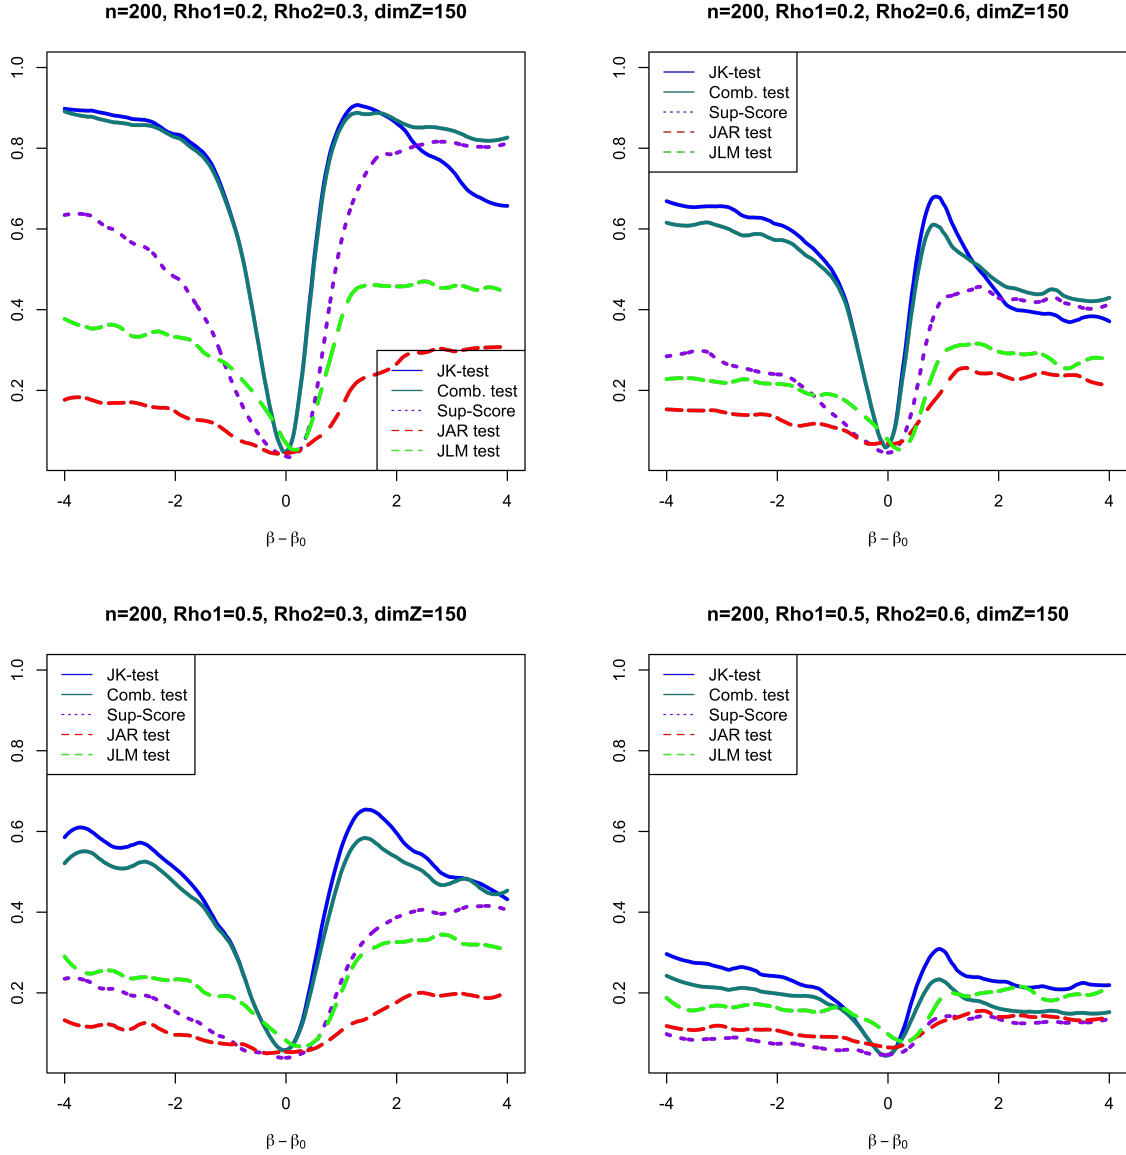 n=200, Rho1=0.2, Rho2=0.3, dimZ=150
1.0
0.8
0.6
0.4
0.2
JK-test
Comb. test
Sup-Score
JAR test
JLM test
-4
-2
0
2
4
β − β0
n=200, Rho1=0.2, Rho2=0.6, dimZ=150
1.0
0.8
0.6
0.4
0.2
JK-test
Comb. test
Sup-Score
JAR test
JLM test
-4
-2
0
2
4
β − β0
n=200, Rho1=0.5, Rho2=0.3, dimZ=150
1.0
0.8
0.6
0.4
0.2
JK-test
Comb. test
Sup-Score
JAR test
JLM test
-4
-2
0
2
4
β − β0
n=200, Rho1=0.5, Rho2=0.6, dimZ=150
1.0
0.8
0.6
0.4
0.2
JK-test
Comb. test
Sup-Score
JAR test
JLM test
-4
-2
0
2
4
β − β0